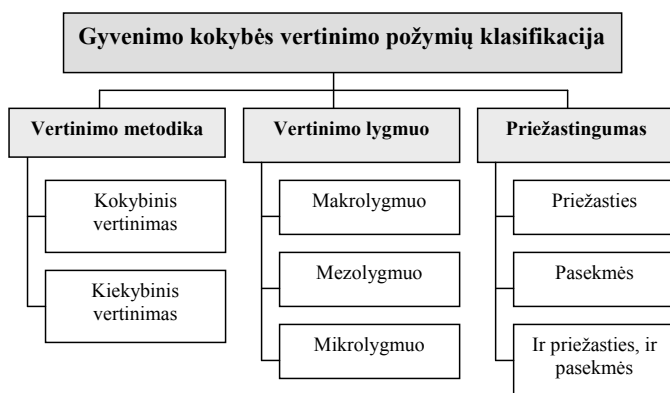 Gyvenimo kokybės vertinimo požymių klasifikacija
Vertinimo metodika
Kokybinis
vertinimas
Kiekybinis
vertinimas
Vertinimo lygmuo
Makrolygmuo
Mezolygmuo
Mikrolygmuo
Priežastingumas
Priežasties
Pasekmės
Ir priežasties, ir
pasekmės